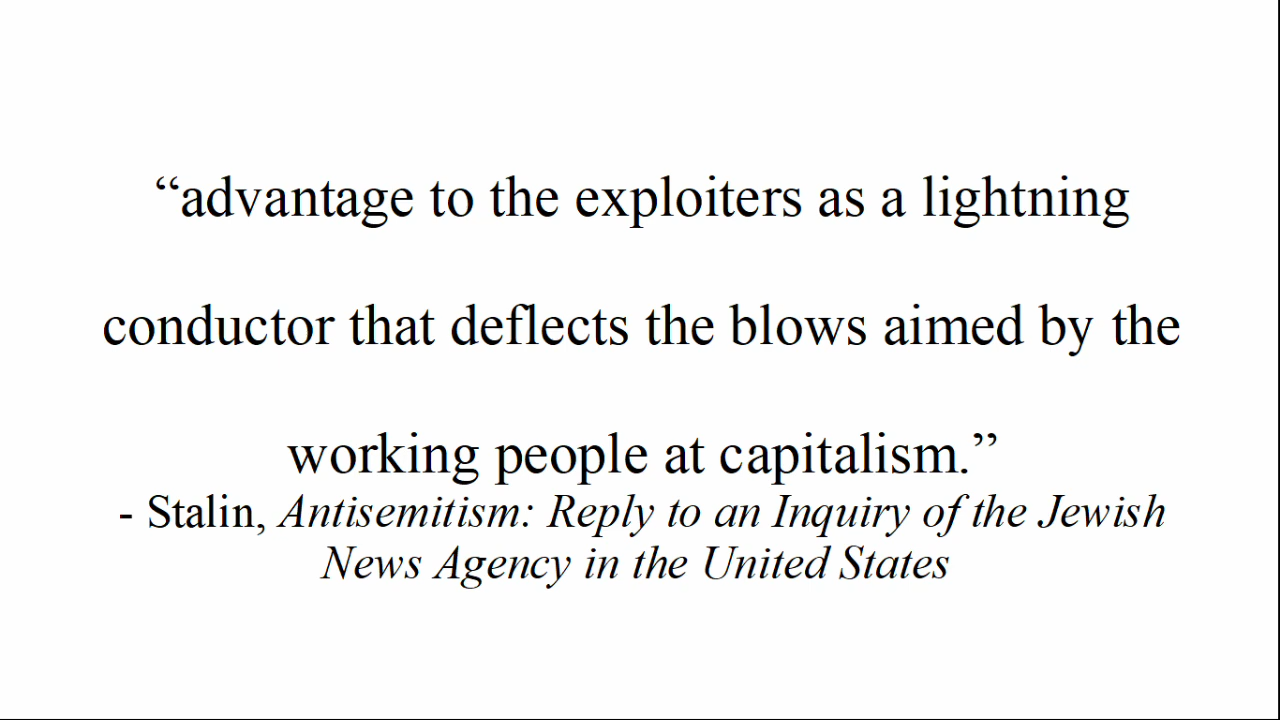 “advantage to the exploiters as a lightning
conductor that deflects the blows aimed by the
working people at capitalism.”
- Stalin, Antisemitism: Reply to an Inquiry of the Jewish
News Agency in the United States